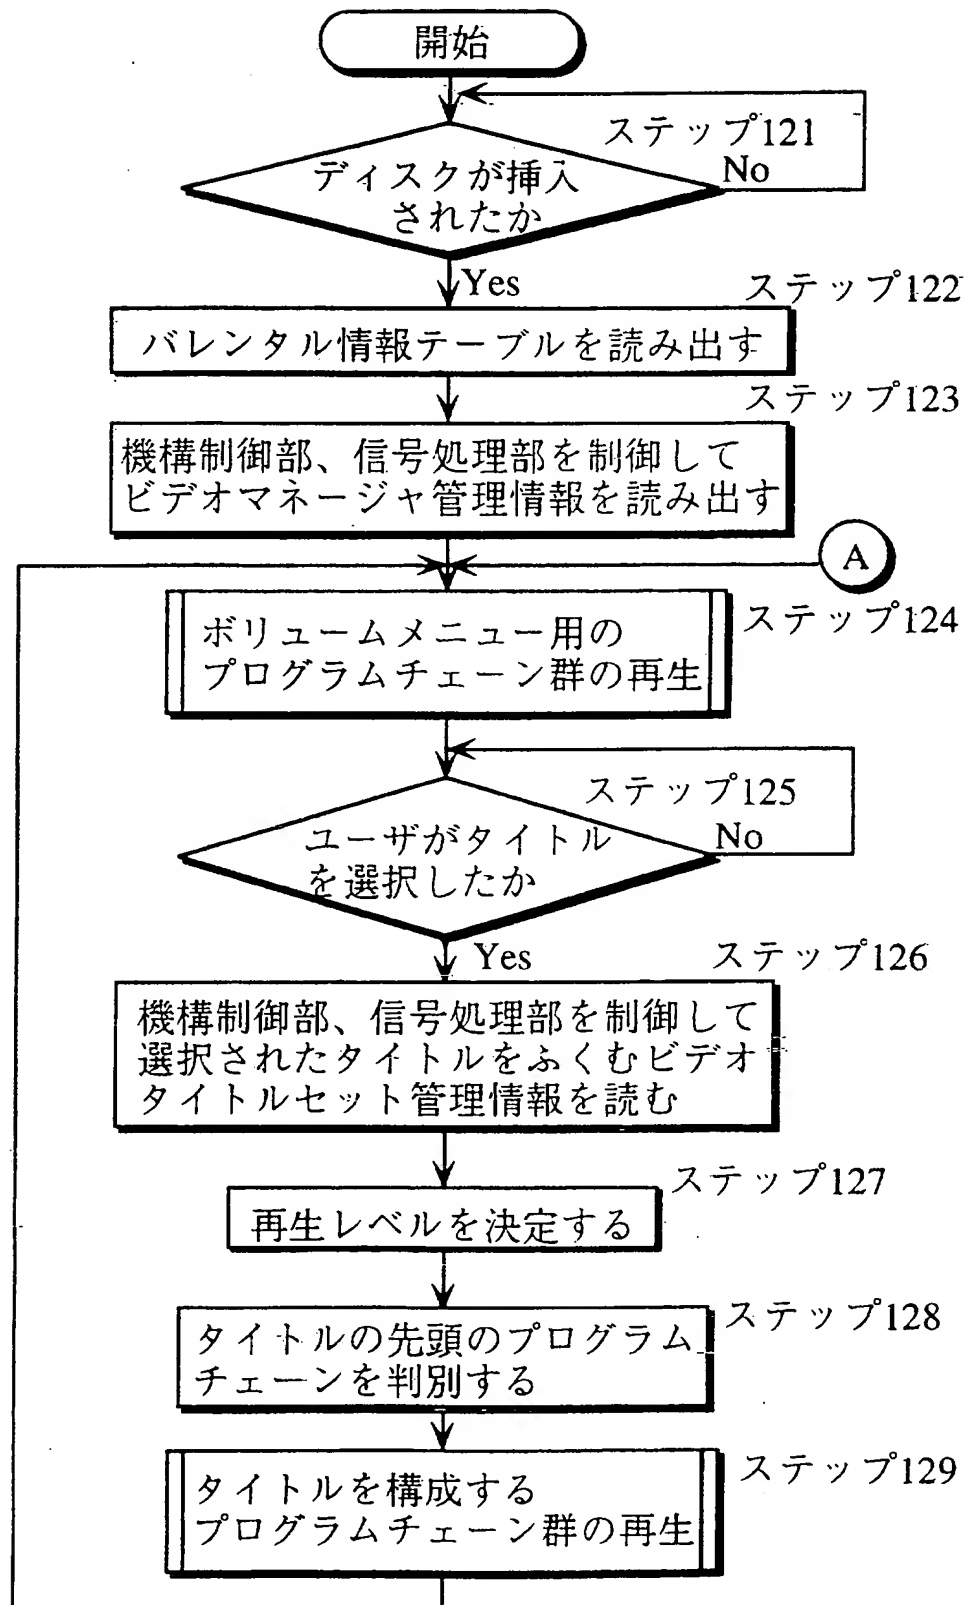 開始
ステップ121
No
ディスクが挿入
されたか
Yes
ステップ122
バレンタル情報テーブルを読み出す
ステップ123
機構制御部、信号処理部を制御して
ビデオマネージャ管理情報を読み出す
A
ステップ124
ボリュームメニュー用の
プログラムチェーン群の再生
ステップ125
No
ユーザがタイトル
を選択したか
Yes
ステップ126
機構制御部、信号処理部を制御して
選択されたタイトルをふくむビデオ
タイトルセット管理情報を読む
ステップ127
再生レベルを決定する
ステップ128
タイトルの先頭のプログラム
チェーンを判別する
ステップ129
タイトルを構成する
プログラムチェーン群の再生